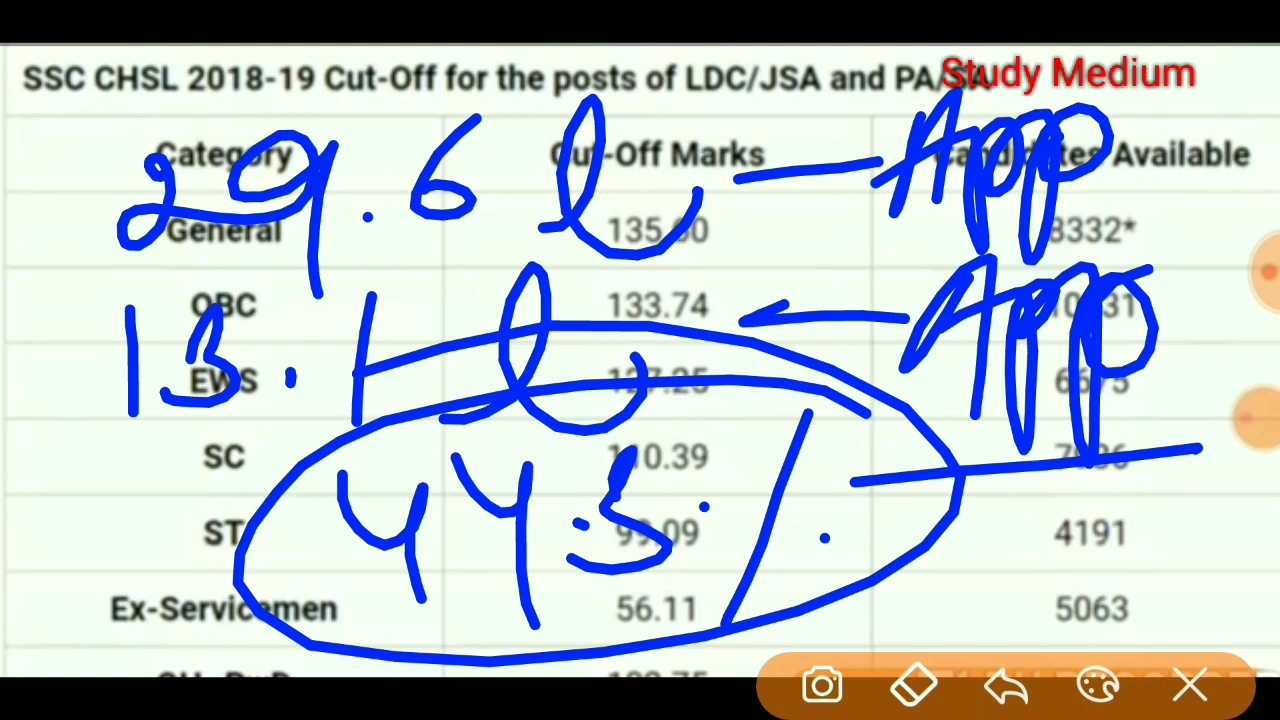 SSC CHSL 2018-19 Cut-Off for the posts of LDC/JSA and PA/SA
Study Medium
Category Cut-Off Marks Candidates Available
29.6 l — App
General 135.60 8332*
OBC 133.74
13.1 l — App
EWS 127.25
SC 110.39
44.5
ST 99.09 4191
Ex-Servicemen 56.11 5063